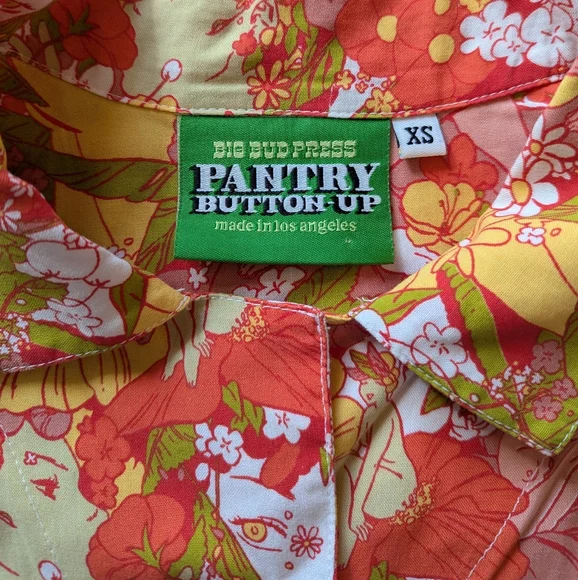 BIG BUD PRESS
PANTRY
BUTTON-UP
made in los angeles
XS